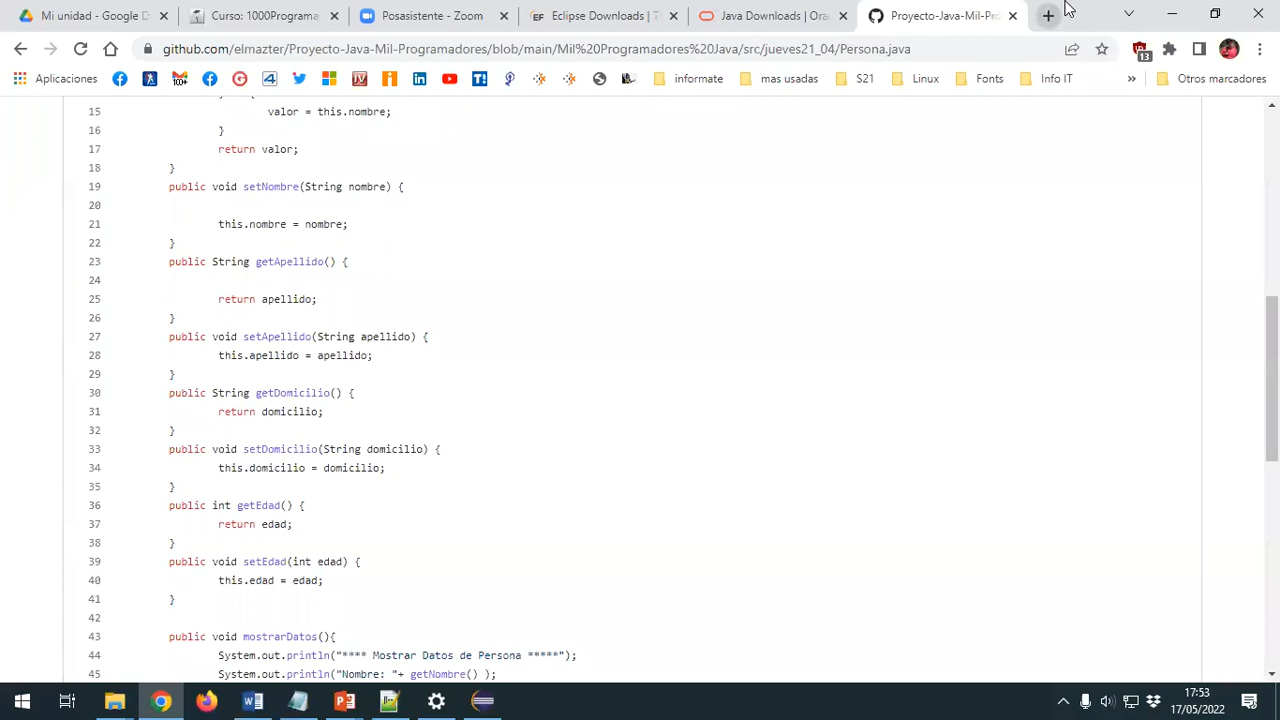 Mi unidad - Google D
Curso: 1000Programa
Posasistente - Zoom
Eclipse Downloads | T
Java Downloads | Ora
Proyecto-Java-Mil-Pro
github.com/elmazter/Proyecto-Java-Mil-Programadores/blob/main/Mil%20Programadores%20Java/src/jueves21_04/Persona.java
13
Aplicaciones
informate
mas usadas
S21
Linux
Fonts
Info IT
»
Otros marcadores
15 valor = this.nombre;
16 }
17 return valor;
18 }
19 public void setNombre(String nombre) {
20
21 this.nombre = nombre;
22 }
23 public String getApellido() {
24
25 return apellido;
26 }
27 public void setApellido(String apellido) {
28 this.apellido = apellido;
29 }
30 public String getDomicilio() {
31 return domicilio;
32 }
33 public void setDomicilio(String domicilio) {
34 this.domicilio = domicilio;
35 }
36 public int getEdad() {
37 return edad;
38 }
39 public void setEdad(int edad) {
40 this.edad = edad;
41 }
42
43 public void mostrarDatos(){
44 System.out.println("**** Mostrar Datos de Persona *****");
45 System.out.println("Nombre: "+ getNombre() );
17:53
17/05/2022